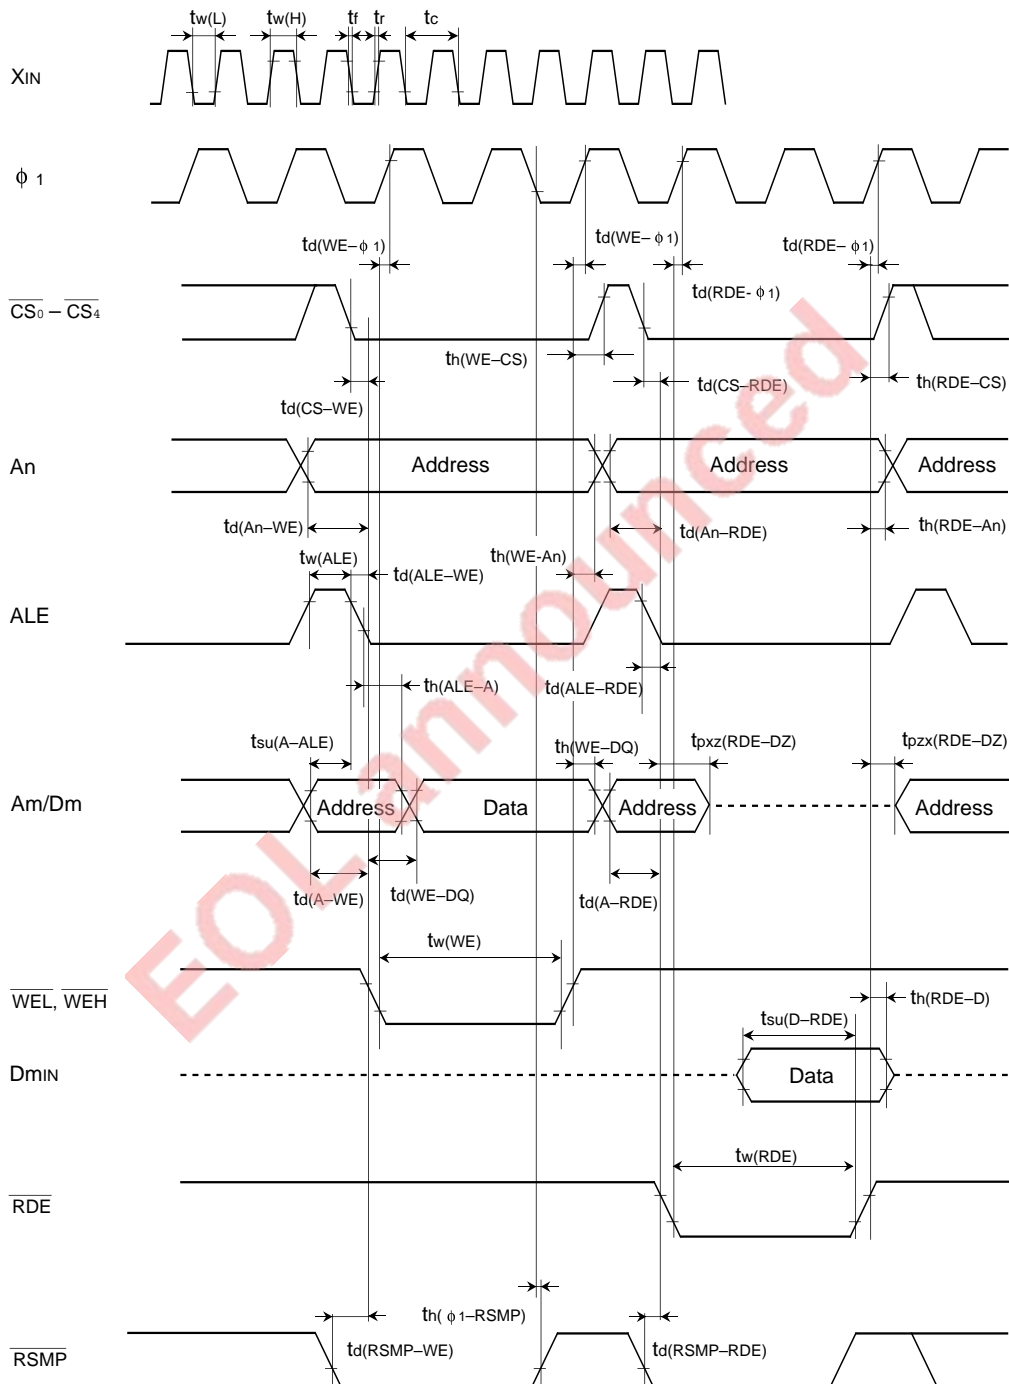 tw(L) tw(H) tf tr tc
XIN
ϕ 1
td(WE–ϕ 1) td(WE–ϕ 1) td(RDE–ϕ 1)
td(RDE-ϕ 1)
CS0 – CS4
th(WE–CS) td(CS–RDE) th(RDE–CS)
td(CS–WE)
An Address Address Address
td(An–WE) td(An–RDE) th(RDE–An)
tw(ALE) td(ALE–WE) th(WE-An)
ALE
th(ALE–A) td(ALE–RDE)
tsu(A–ALE) th(WE–DQ) tpxz(RDE–DZ) tpzx(RDE–DZ)
Am/Dm Address Data Address Address
td(A–WE) td(WE–DQ) td(A–RDE)
tw(WE)
WEL, WEH
th(RDE–D)
tsu(D–RDE)
DmIN Data
tw(RDE)
RDE
th( ϕ 1–RSMP)
td(RSMP–WE) td(RSMP–RDE)
RSMP
EOL announced